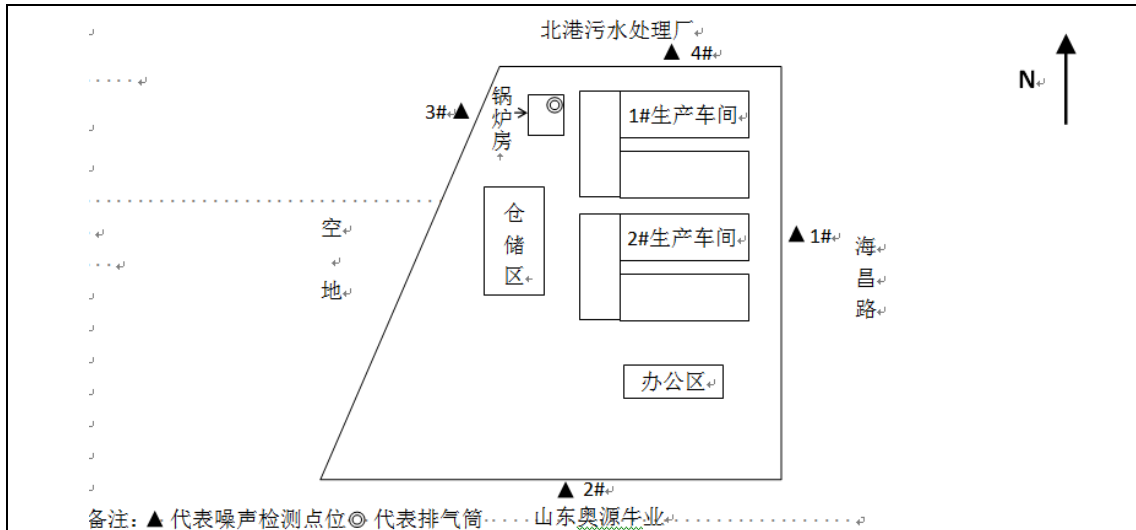 北港污水处理厂
▲ 4#
N
3#▲
锅炉房
1#生产车间
仓储区
2#生产车间
▲ 1#
空地
海昌路
办公区
▲ 2#
备注：▲ 代表噪声检测点位◎ 代表排气筒
山东奥源牛业